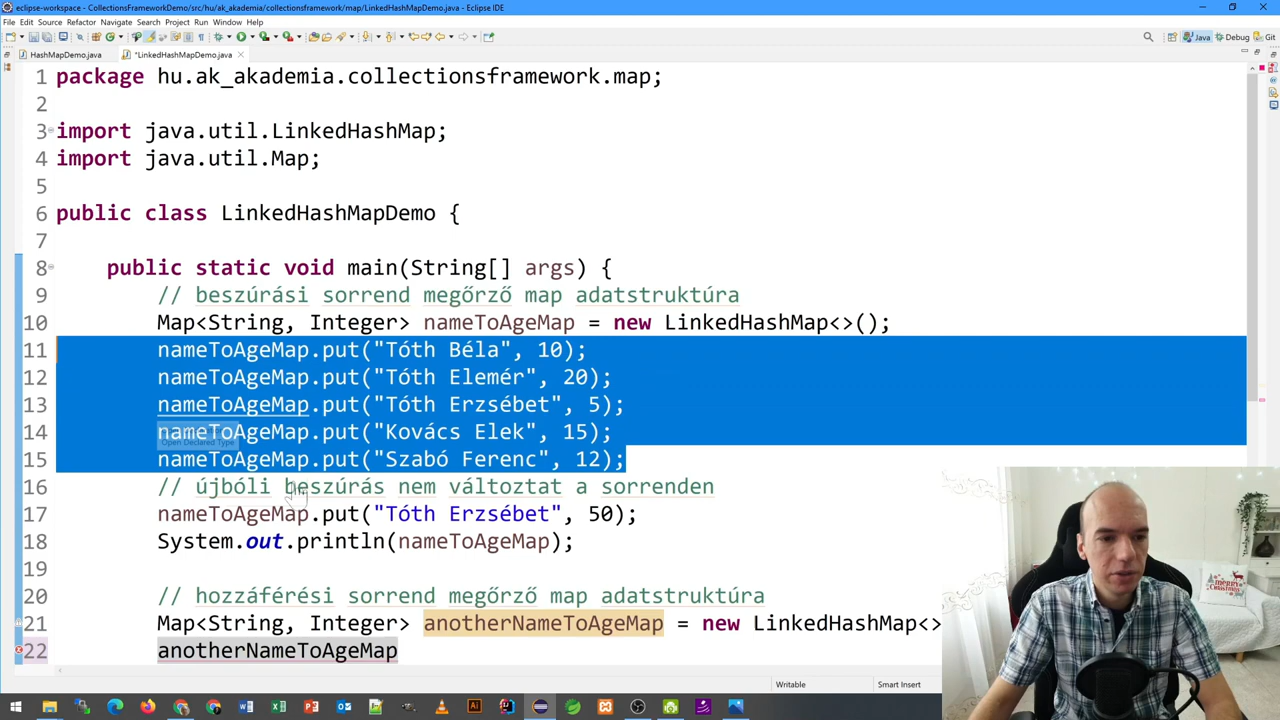 eclipse-workspace - CollectionsFrameworkDemo/src/hu/ak_akademia/collectionsframework/map/LinkedHashMapDemo.java - Eclipse IDE
File Edit Source Refactor Navigate Search Project Run Window Help
Java Debug Git
HashMapDemo.java *LinkedHashMapDemo.java
1 package hu.ak_akademia.collectionsframework.map;
2
3 import java.util.LinkedHashMap;
4 import java.util.Map;
5
6 public class LinkedHashMapDemo {
7
8 public static void main(String[] args) {
9 // beszúrási sorrend megőrző map adatstruktúra
10 Map<String, Integer> nameToAgeMap = new LinkedHashMap<>();
11 nameToAgeMap.put("Tóth Béla", 10);
12 nameToAgeMap.put("Tóth Elemér", 20);
13 nameToAgeMap.put("Tóth Erzsébet", 5);
14 nameToAgeMap.put("Kovács Elek", 15);
Open Declared Type
15 nameToAgeMap.put("Szabó Ferenc", 12);
16 // újbóli beszúrás nem változtat a sorrenden
17 nameToAgeMap.put("Tóth Erzsébet", 50);
18 System.out.println(nameToAgeMap);
19
20 // hozzáférési sorrend megőrző map adatstruktúra
21 Map<String, Integer> anotherNameToAgeMap = new LinkedHashMap<>
22 anotherNameToAgeMap
Writable Smart Insert
MERRY CHRISTMAS